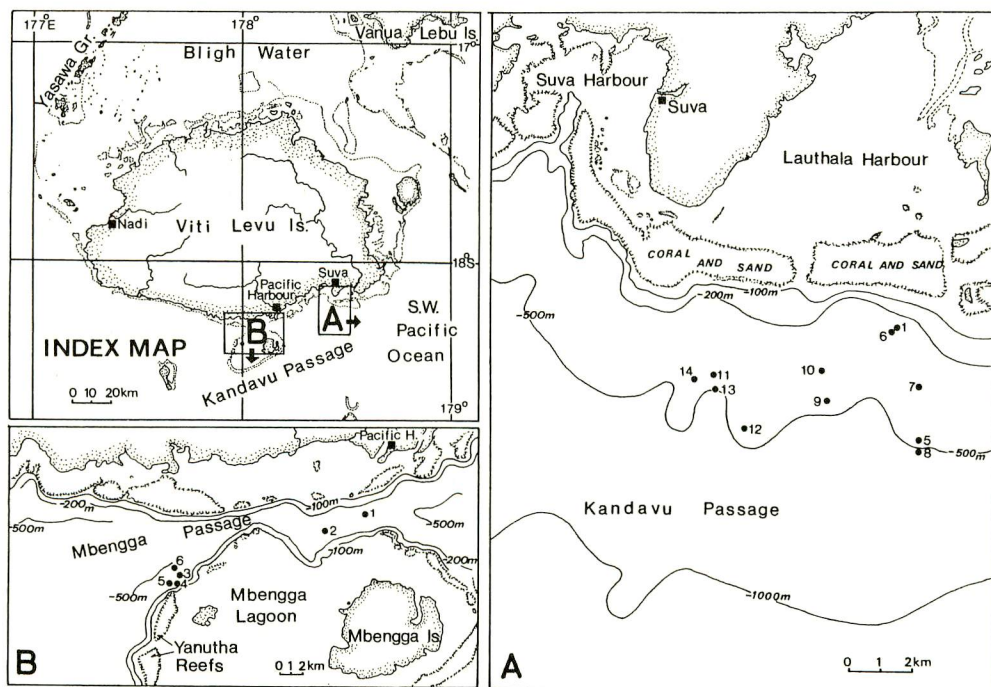 177°E
178°
Vanua
Lebu Is.
17°
Yasawa Gr.
Bligh Water
Nadi
Viti Levu Is.
18°S
Suva
Pacific
Harbour
A
B
S.W.
Pacific
Ocean
INDEX MAP
Kandavu Passage
0 10 20km
179°
Pacific H.
-200m
-100m
-500m
1
-500m
Mbengga Passage
2
-100m
-200m
6
3
5
4
-500m
Mbengga
Lagoon
Mbengga Is.
Yanutha
Reefs
0 1 2km
B
Suva Harbour
Suva
Lauthala Harbour
CORAL AND SAND
CORAL AND SAND
-200m
-100m
-500m
1
6
10
11
14
13
7
9
12
5
8
-500m
Kandavu Passage
-1000m
0 1 2km
A